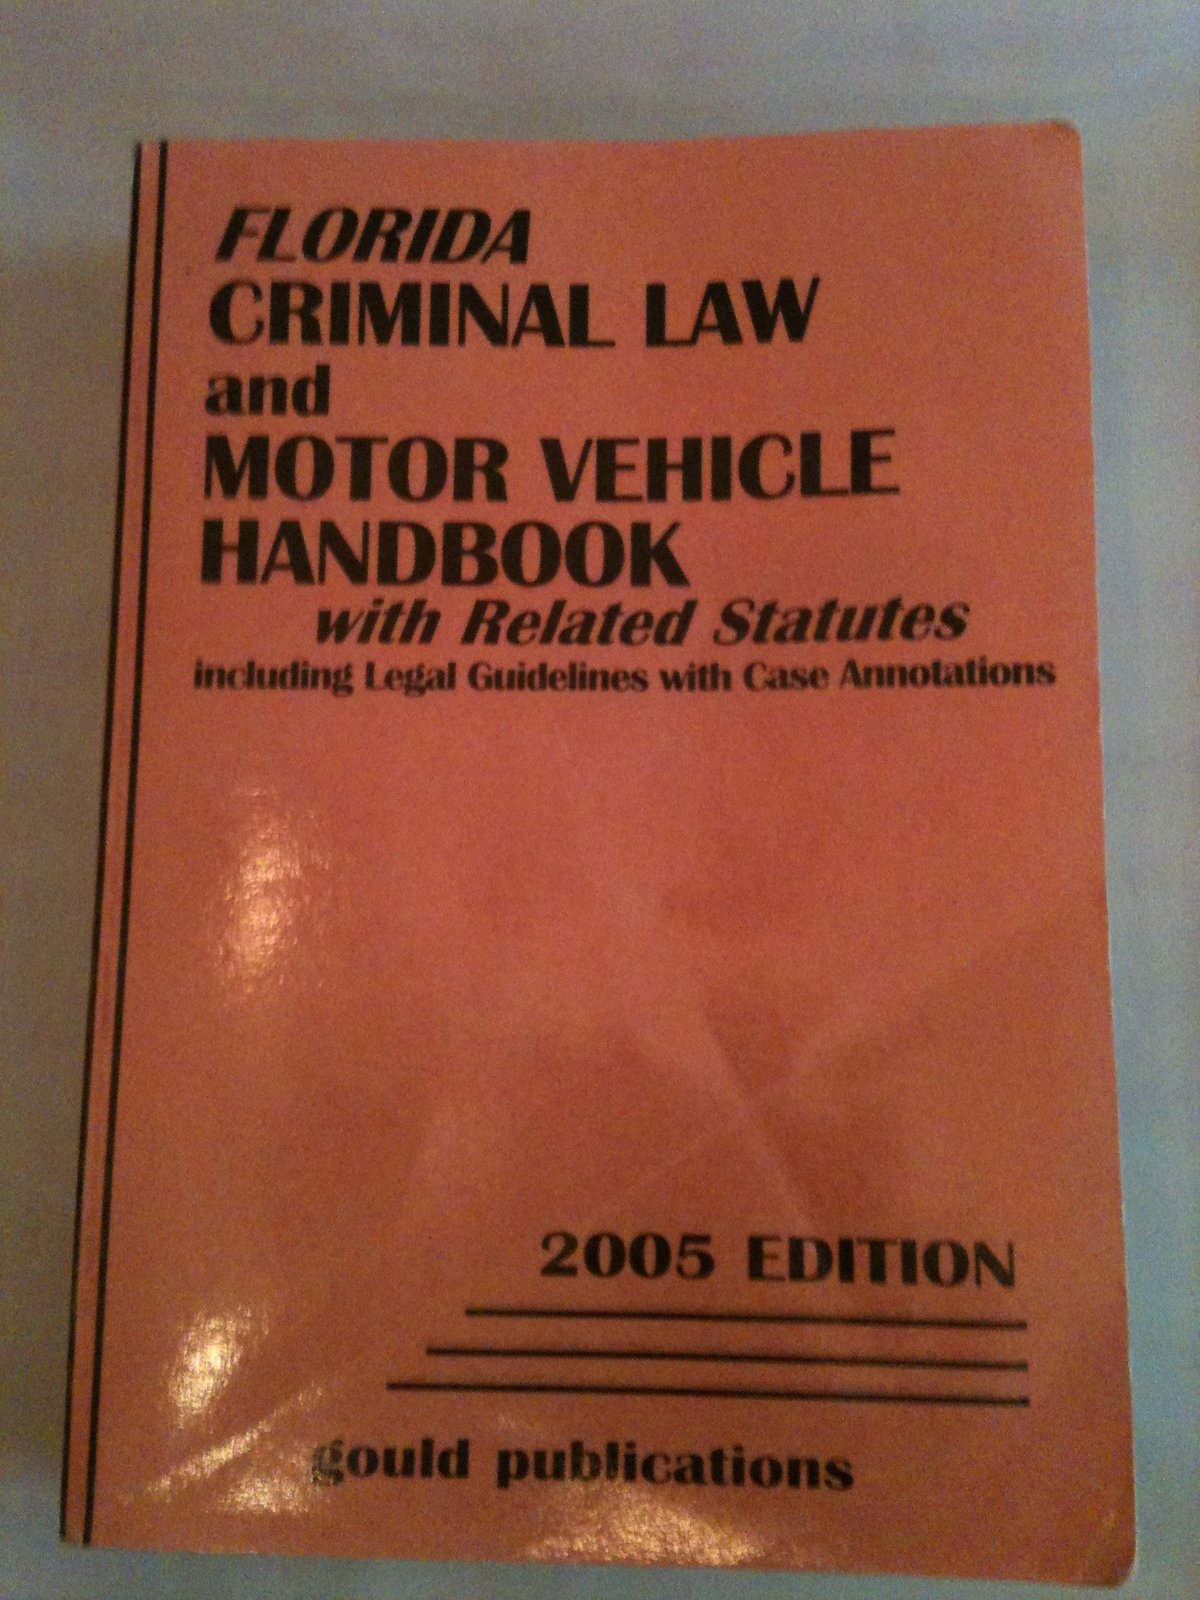 FLORIDA
CRIMINAL LAW
and
MOTOR VEHICLE
HANDBOOK
with Related Statutes
including Legal Guidelines with Case Annotations
2005 EDITION
gould publications